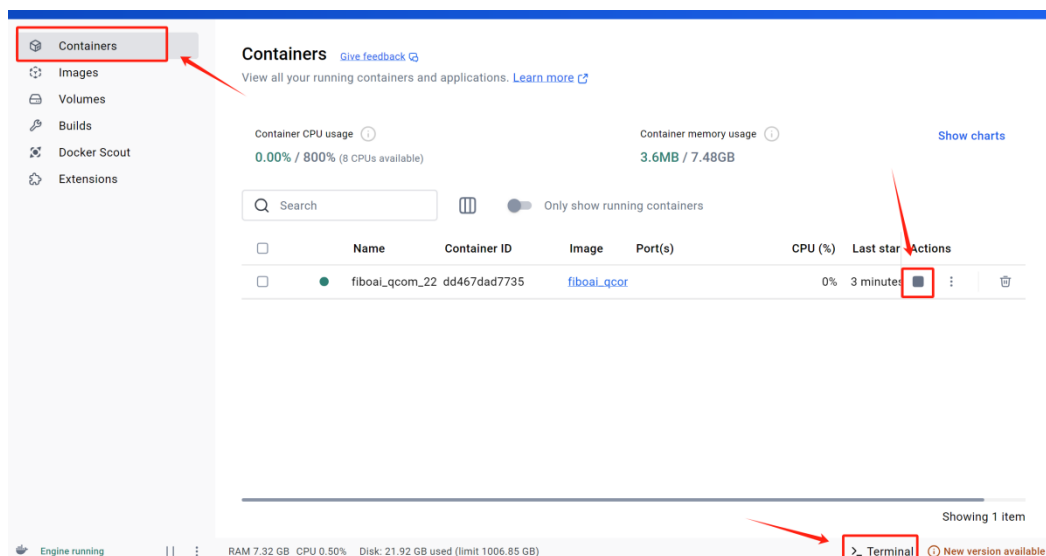 Containers
Images
Volumes
Builds
Docker Scout
Extensions
Containers Give feedback
View all your running containers and applications. Learn more
Container CPU usage
0.00% / 800% (8 CPUs available)
Container memory usage
3.6MB / 7.48GB
Show charts
Search
Only show running containers
Name Container ID Image Port(s) CPU (%) Last star Actions
fiboai_qcom_22 dd467dad7735 fiboai_qcor 0% 3 minutes
Showing 1 item
Engine running RAM 7.32 GB CPU 0.50% Disk: 21.92 GB used (limit 1006.85 GB) >_ Terminal New version available